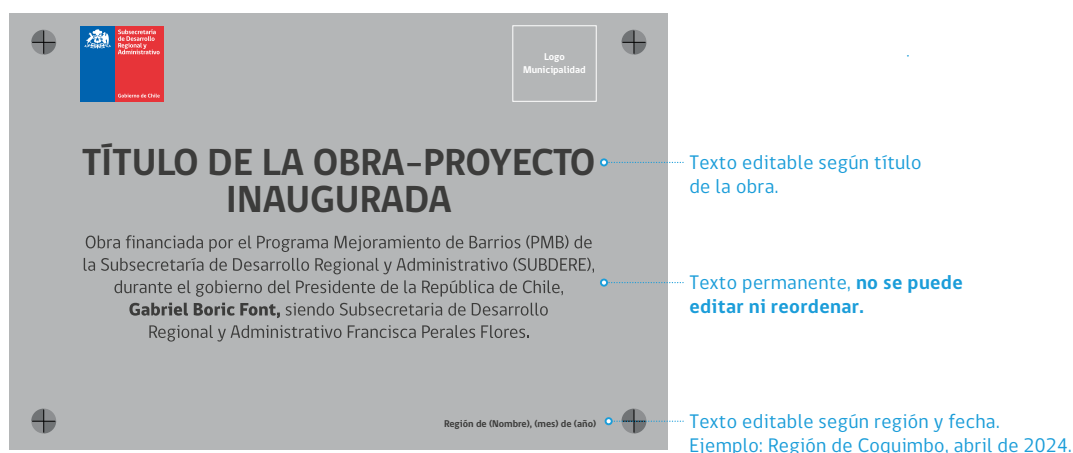 Subsecretaría
de Desarrollo
Regional y
Administrativo
Gobierno de Chile
Logo
Municipalidad
TÍTULO DE LA OBRA–PROYECTO
INAUGURADA
Obra financiada por el Programa Mejoramiento de Barrios (PMB) de
la Subsecretaría de Desarrollo Regional y Administrativo (SUBDERE),
durante el gobierno del Presidente de la República de Chile,
Gabriel Boric Font, siendo Subsecretaria de Desarrollo
Regional y Administrativo Francisca Perales Flores.
Región de (Nombre), (mes) de (año)
Texto editable según título
de la obra.
Texto permanente, no se puede
editar ni reordenar.
Texto editable según región y fecha.
Ejemplo: Región de Coquimbo, abril de 2024.